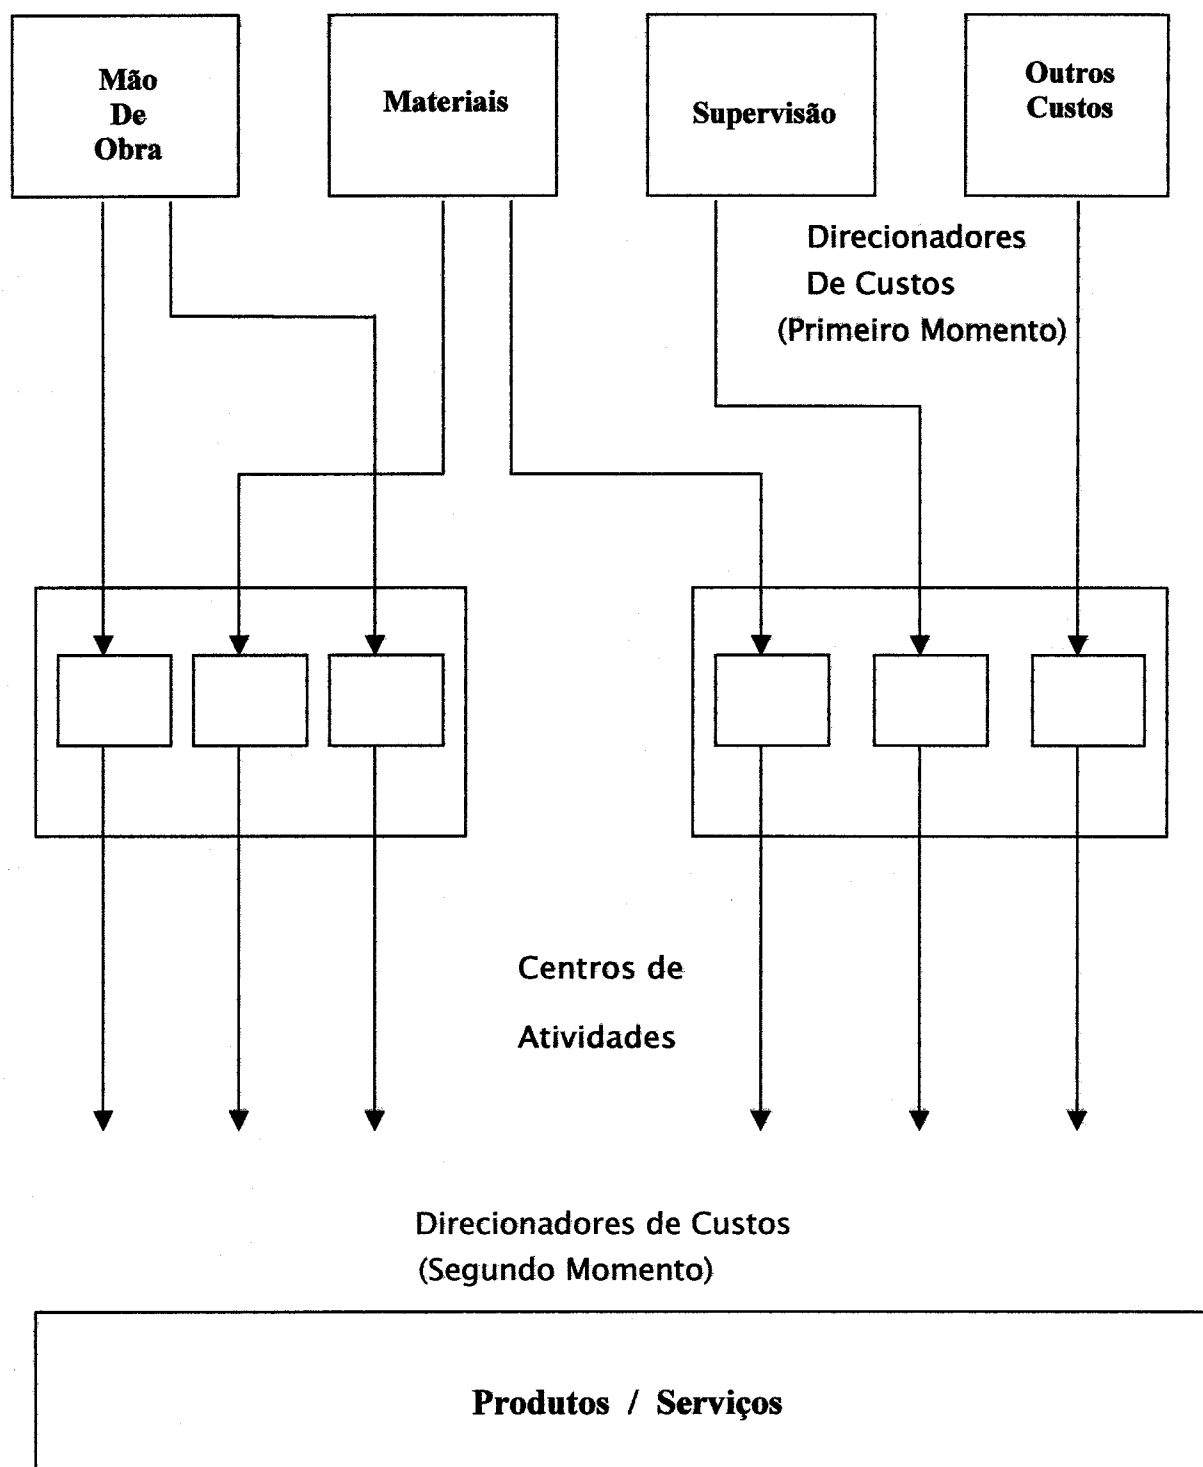 Mão
De
Obra
Materiais
Supervisão
Outros
Custos
Direcionadores
De Custos
(Primeiro Momento)
Centros de
Atividades
Direcionadores de Custos
(Segundo Momento)
Produtos / Serviços